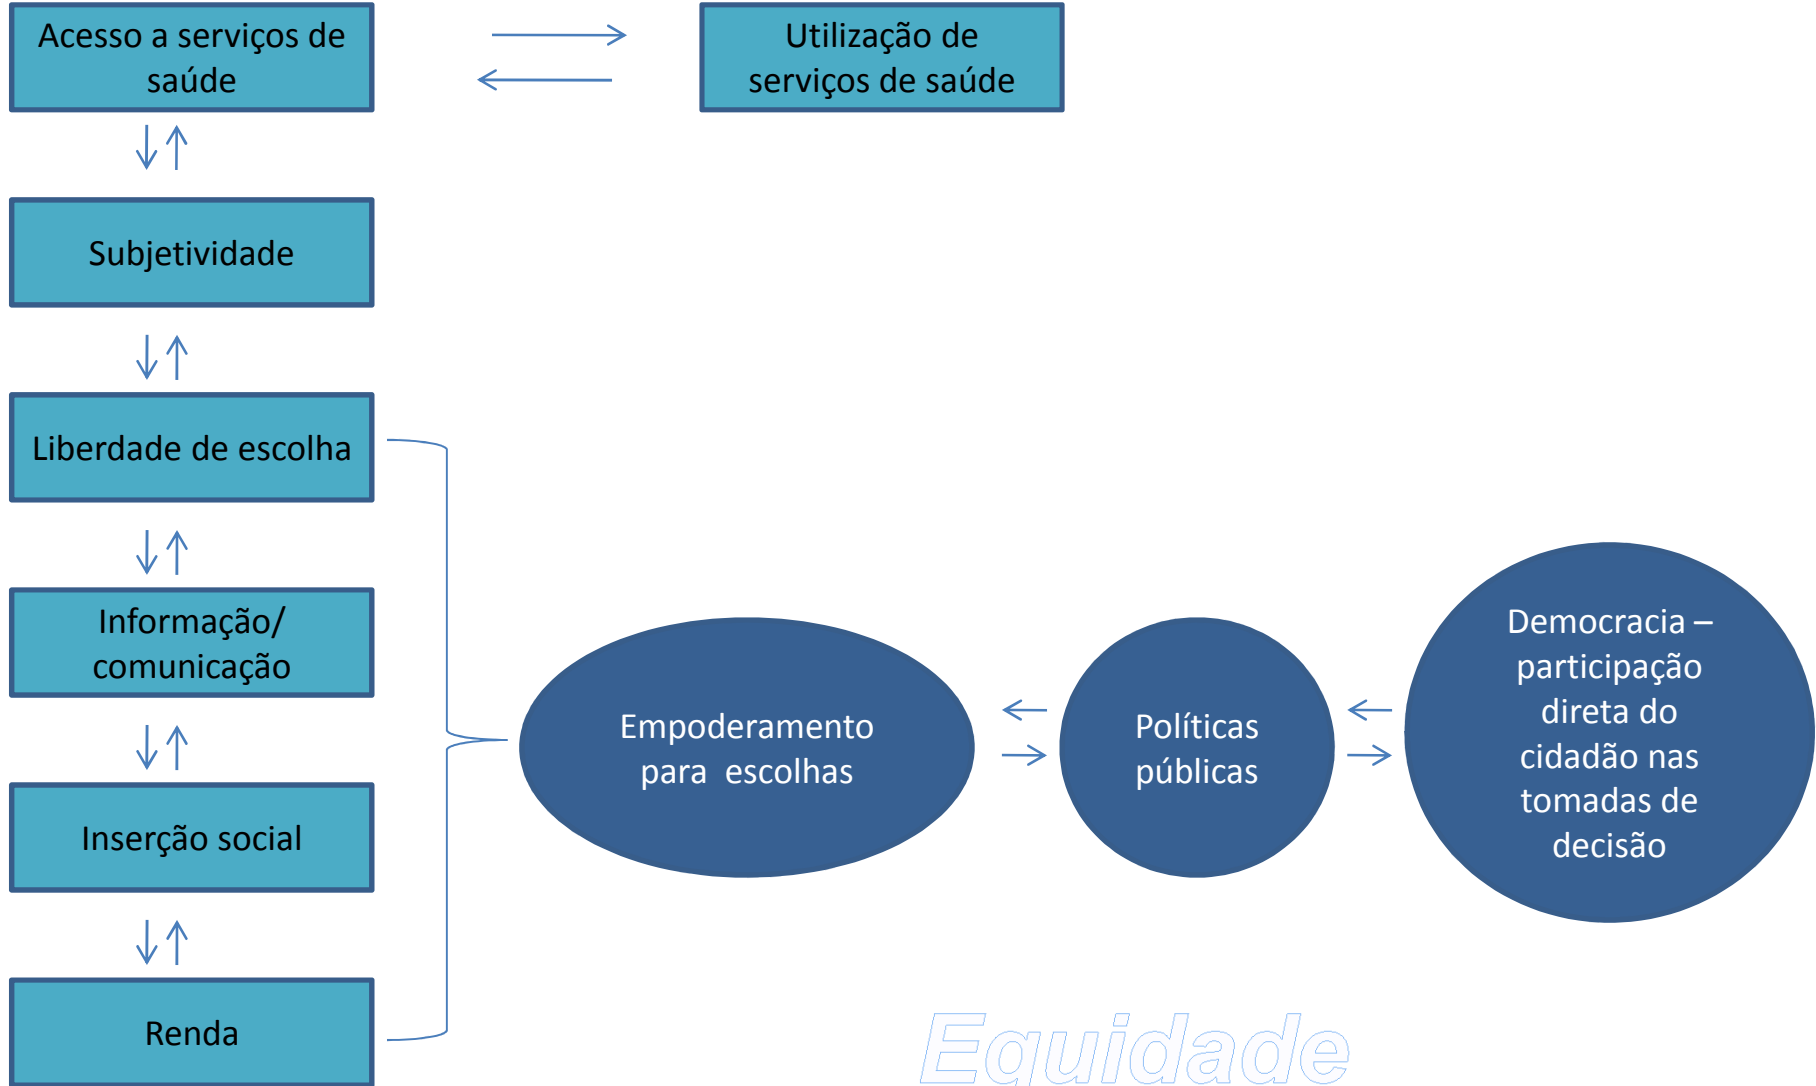 Acesso a serviços de
saúde
Utilização de
serviços de saúde
Subjetividade
Liberdade de escolha
Informação/
comunicação
Inserção social
Renda
Empoderamento
para escolhas
Políticas
públicas
Democracia –
participação
direta do
cidadão nas
tomadas de
decisão
Equidade